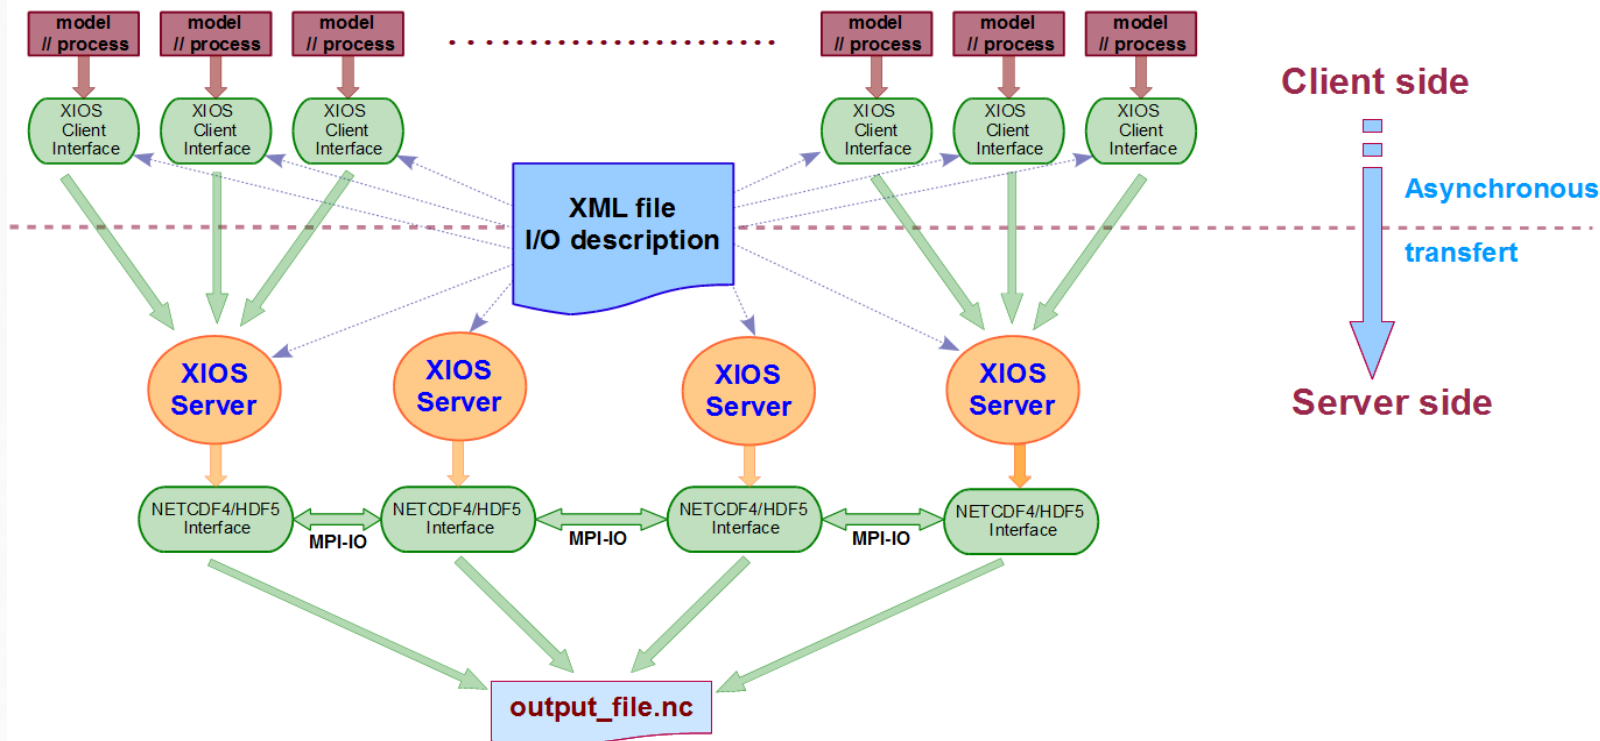 model
// process
model
// process
model
// process
model
// process
model
// process
model
// process
XIOS
Client
Interface
XIOS
Client
Interface
XIOS
Client
Interface
XIOS
Client
Interface
XIOS
Client
Interface
XIOS
Client
Interface
Client side
XML file
I/O description
Asynchronous
transfert
XIOS
Server
XIOS
Server
XIOS
Server
XIOS
Server
Server side
NETCDF4/HDF5
Interface
NETCDF4/HDF5
Interface
NETCDF4/HDF5
Interface
NETCDF4/HDF5
Interface
MPI-IO
MPI-IO
MPI-IO
output_file.nc